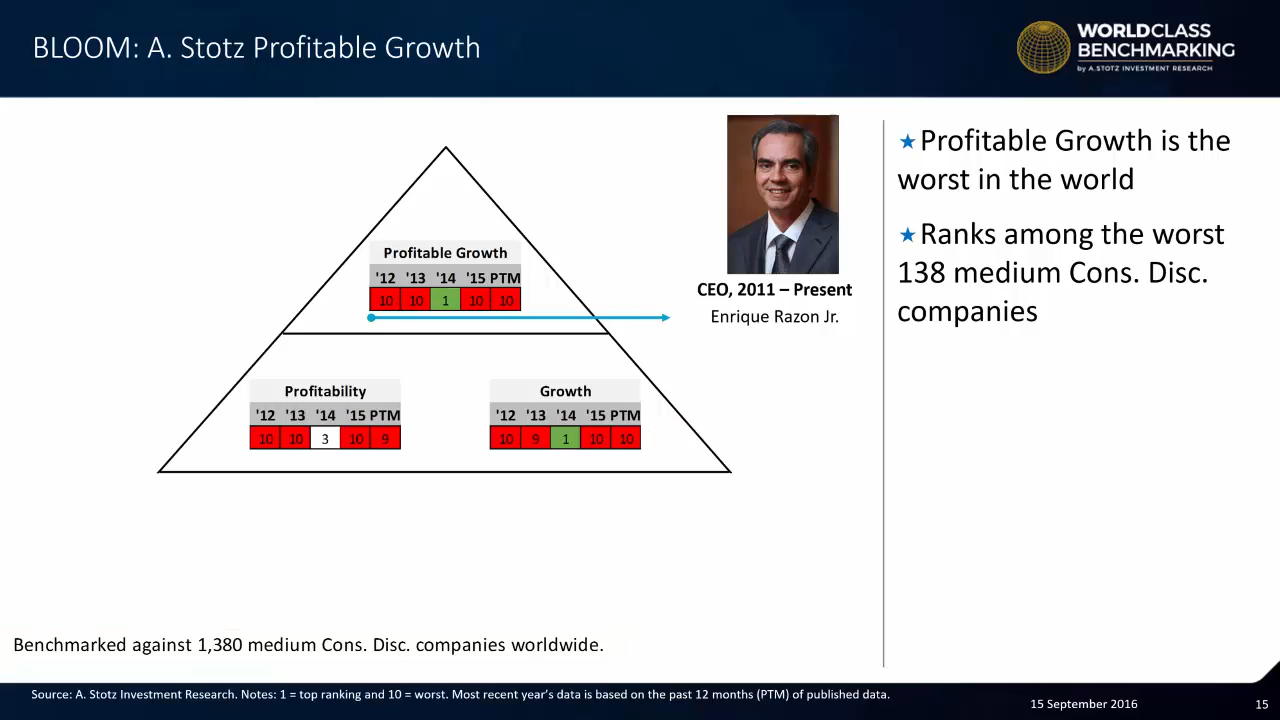 BLOOM: A. Stotz Profitable Growth
WORLDCLASS
BENCHMARKING
by A.STOTZ INVESTMENT RESEARCH
Profitable Growth
'12 '13 '14 '15 PTM
10 10 1 10 10
CEO, 2011 – Present
Enrique Razon Jr.
Profitability
'12 '13 '14 '15 PTM
10 10 3 10 9
Growth
'12 '13 '14 '15 PTM
10 9 1 10 10
★Profitable Growth is the
worst in the world
★Ranks among the worst
138 medium Cons. Disc.
companies
Benchmarked against 1,380 medium Cons. Disc. companies worldwide.
Source: A. Stotz Investment Research. Notes: 1 = top ranking and 10 = worst. Most recent year's data is based on the past 12 months (PTM) of published data.
15 September 2016
15